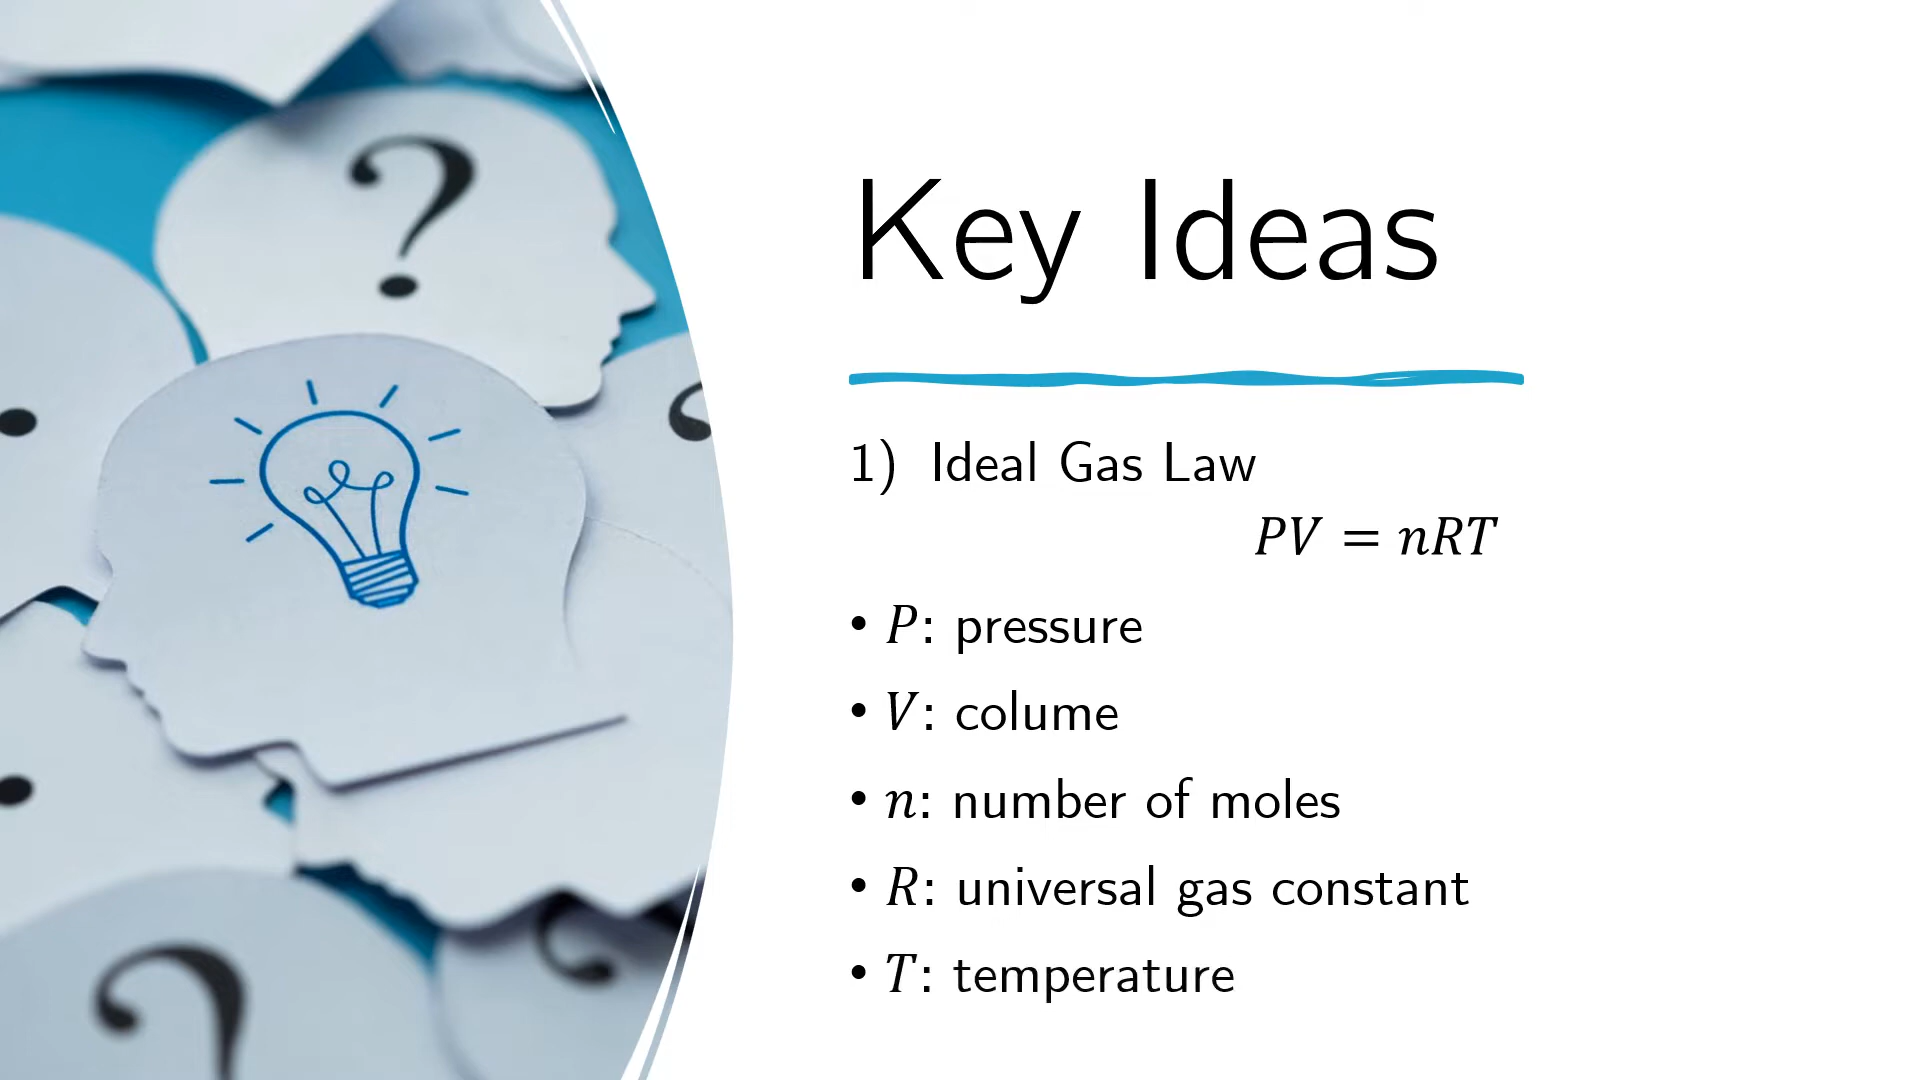 Key Ideas
1) Ideal Gas Law
PV = nRT
• P: pressure
• V: colume
• n: number of moles
• R: universal gas constant
• T: temperature
?
?